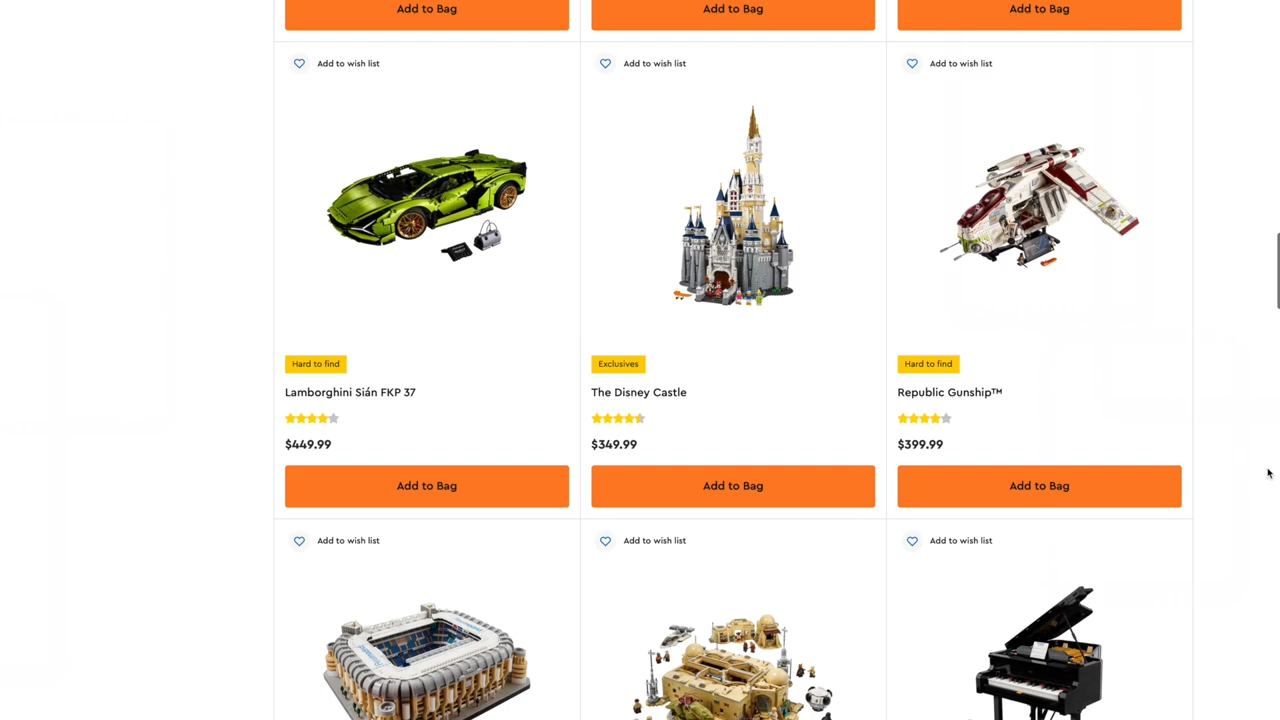 Add to Bag Add to Bag Add to Bag
Add to wish list Add to wish list Add to wish list
Hard to find Exclusives Hard to find
Lamborghini Sián FKP 37 The Disney Castle Republic Gunship™
$449.99 $349.99 $399.99
Add to Bag Add to Bag Add to Bag
Add to wish list Add to wish list Add to wish list